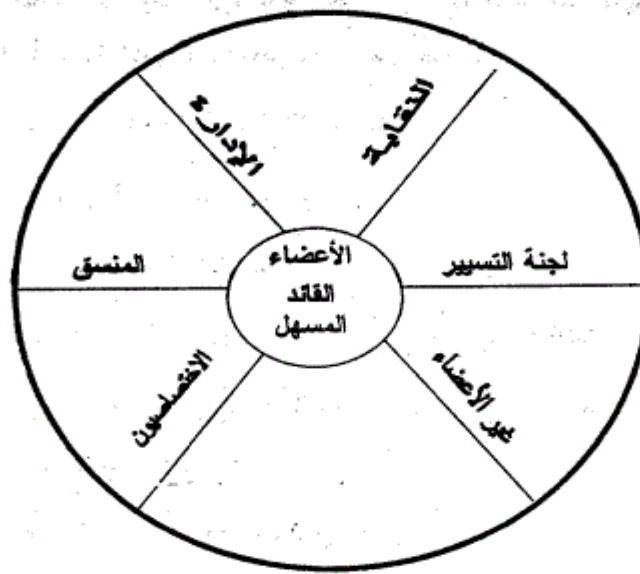 النقابة
الإدارة
لجنة التسيير
الأعضاء
القائد
المسهل
المنسق
غير الأعضاء
الاختصاصيون